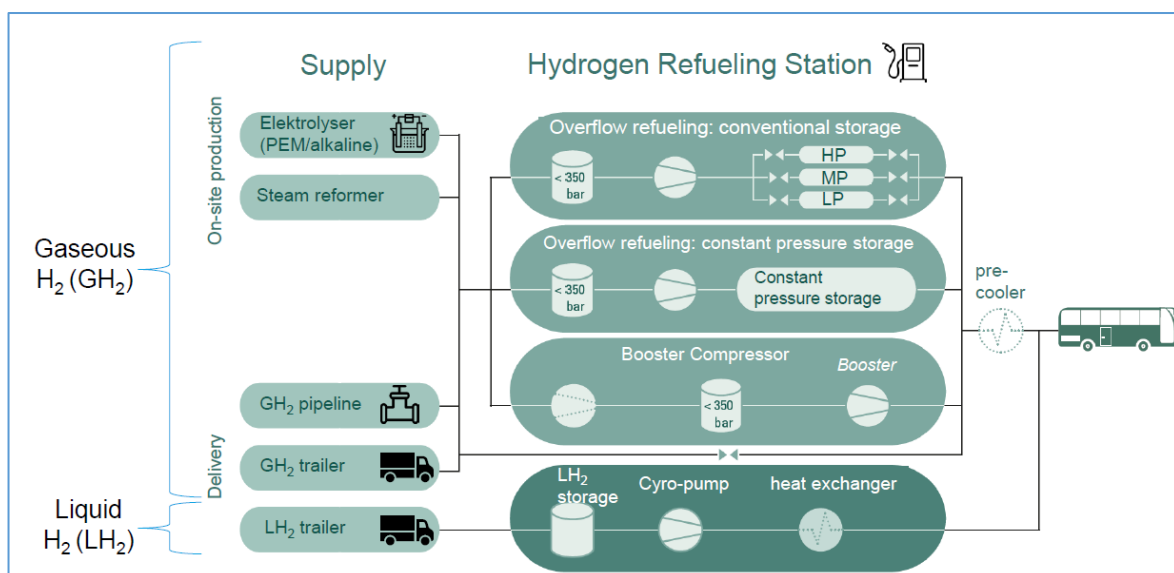 Supply
Hydrogen Refueling Station
On-site production
Elektrolyser
(PEM/alkaline)
Steam reformer
Gaseous
H₂ (GH₂)
Delivery
GH₂ pipeline
GH₂ trailer
Liquid
H₂ (LH₂)
LH₂ trailer
Overflow refueling: conventional storage
< 350
bar
HP
MP
LP
Overflow refueling: constant pressure storage
< 350
bar
Constant
pressure storage
Booster Compressor
Booster
< 350
bar
LH₂
storage
Cyro-pump
heat exchanger
pre-
cooler